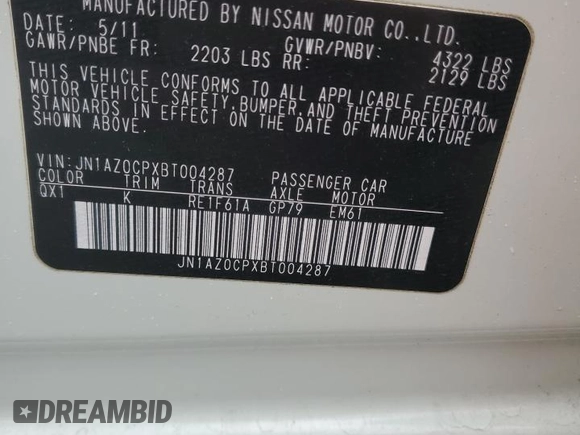 MANUFACTURED BY NISSAN MOTOR CO.,LTD.
DATE: 5/11 GVWR/PNBV: 4322 LBS
GAWR/PNBE FR: 2203 LBS RR: 2129 LBS
THIS VEHICLE CONFORMS TO ALL APPLICABLE FEDERAL
MOTOR VEHICLE SAFETY,BUMPER,AND THEFT PREVENTION
STANDARDS IN EFFECT ON THE DATE OF MANUFACTURE
SHOWN ABOVE.
VIN:JN1AZ0CPXBT004287 PASSENGER CAR
COLOR TRIM TRANS AXLE MOTOR
QX1 K RE1F61A GP79 EM61
JN1AZ0CPXBT004287
DREAMBID